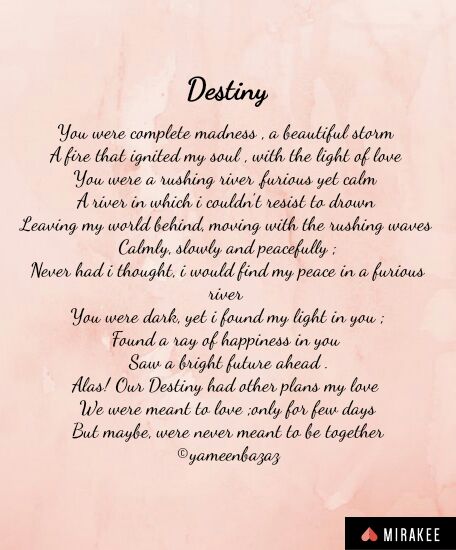 Destiny
You were complete madness , a beautiful storm
A fire that ignited my soul , with the light of love
You were a rushing river furious yet calm
A river in which i couldn't resist to drown
Leaving my world behind, moving with the rushing waves
Calmly, slowly and peacefully ;
Never had i thought, i would find my peace in a furious
river
You were dark, yet i found my light in you ;
Found a ray of happiness in you
Saw a bright future ahead .
Alas! Our Destiny had other plans my love
We were meant to love ;only for few days
But maybe, were never meant to be together
©yameenbazaz
MIRAKEE